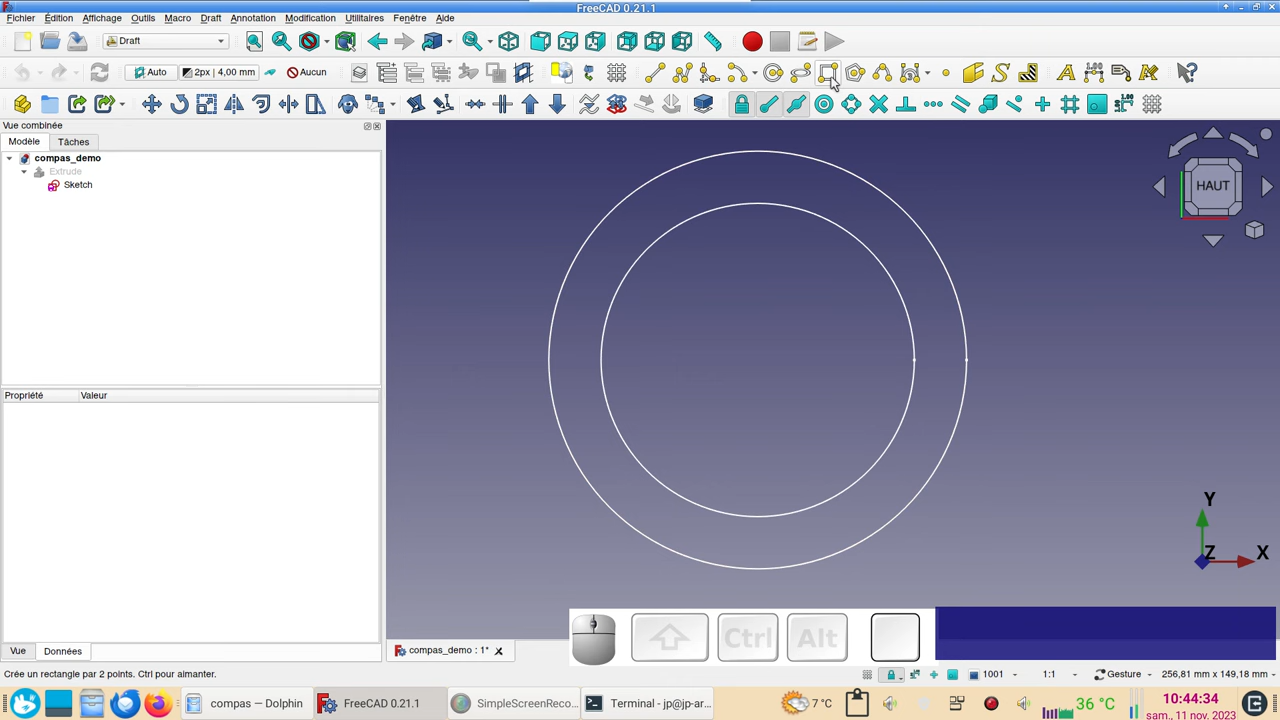 FreeCAD 0.21.1
Fichier Édition Affichage Outils Macro Draft Annotation Modification Utilitaires Fenêtre Aide
Draft
Auto 2px | 4,00 mm Aucun
Vue combinée
Modèle Tâches
compas_demo
Extrude
Sketch
HAUT
Propriété Valeur
Y
Z X
Ctrl Alt
Vue Données
compas_demo : 1*
Crée un rectangle par 2 points. Ctrl pour aimanter.
1001 1:1 Gesture 256,81 mm x 149,18 mm
compas — Dolphin FreeCAD 0.21.1 SimpleScreenReco... Terminal - jp@jp-ar... 7°C 36 °C 10:44:34
sam., 11 nov. 2023